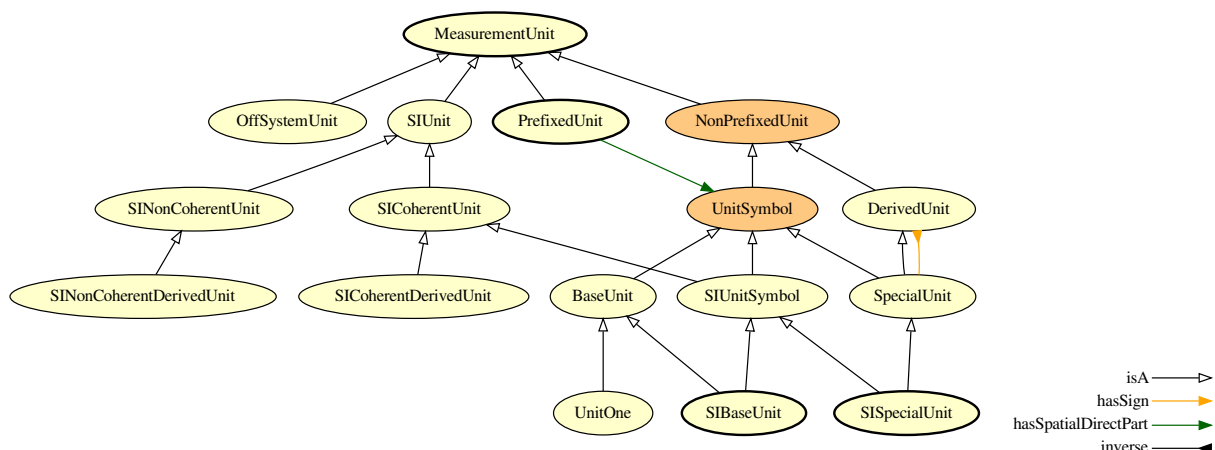 MeasurementUnit
OffSystemUnit SIUnit PrefixedUnit NonPrefixedUnit
SINonCoherentUnit SICoherentUnit UnitSymbol DerivedUnit
SINonCoherentDerivedUnit SICoherentDerivedUnit BaseUnit SIUnitSymbol SpecialUnit
UnitOne SIBaseUnit SISpecialUnit
isA
hasSign
hasSpatialDirectPart
inverse